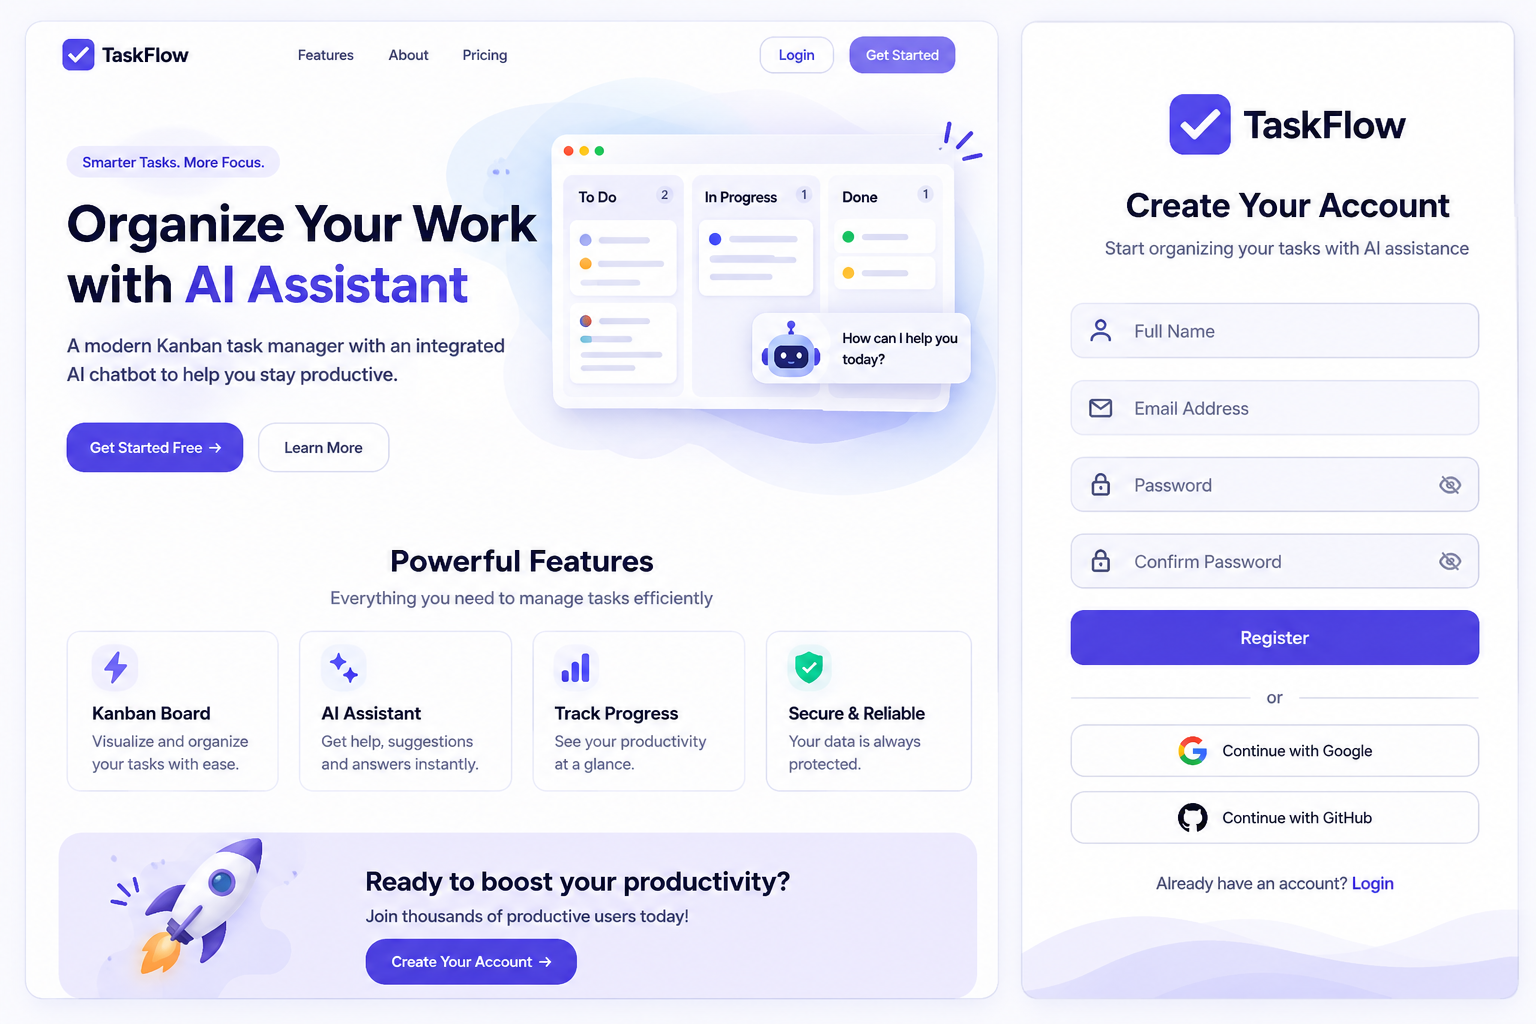 TaskFlow
Features
About
Pricing
Login
Get Started
Smarter Tasks. More Focus.
Organize Your Work
with AI Assistant
A modern Kanban task manager with an integrated
AI chatbot to help you stay productive.
Get Started Free →
Learn More
To Do
2
In Progress
1
Done
1
How can I help you
today?
Powerful Features
Everything you need to manage tasks efficiently
Kanban Board
Visualize and organize
your tasks with ease.
AI Assistant
Get help, suggestions
and answers instantly.
Track Progress
See your productivity
at a glance.
Secure & Reliable
Your data is always
protected.
Ready to boost your productivity?
Join thousands of productive users today!
Create Your Account →
TaskFlow
Create Your Account
Start organizing your tasks with AI assistance
Full Name
Email Address
Password
Confirm Password
Register
or
Continue with Google
Continue with GitHub
Already have an account? Login